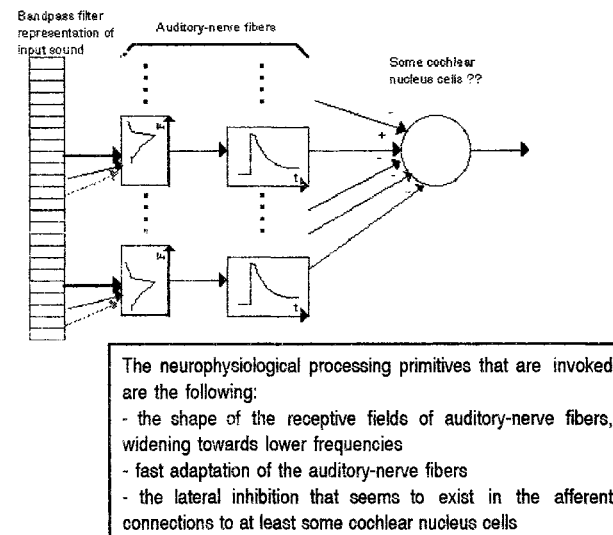 Bandpass filter
representation of
input sound
Auditory-nerve fibers
Some cochlear
nucleus cells ??
t
t
The neurophysiological processing primitives that are invoked
are the following:
- the shape of the receptive fields of auditory-nerve fibers,
widening towards lower frequencies
- fast adaptation of the auditory-nerve fibers
- the lateral inhibition that seems to exist in the afferent
connections to at least some cochlear nucleus cells